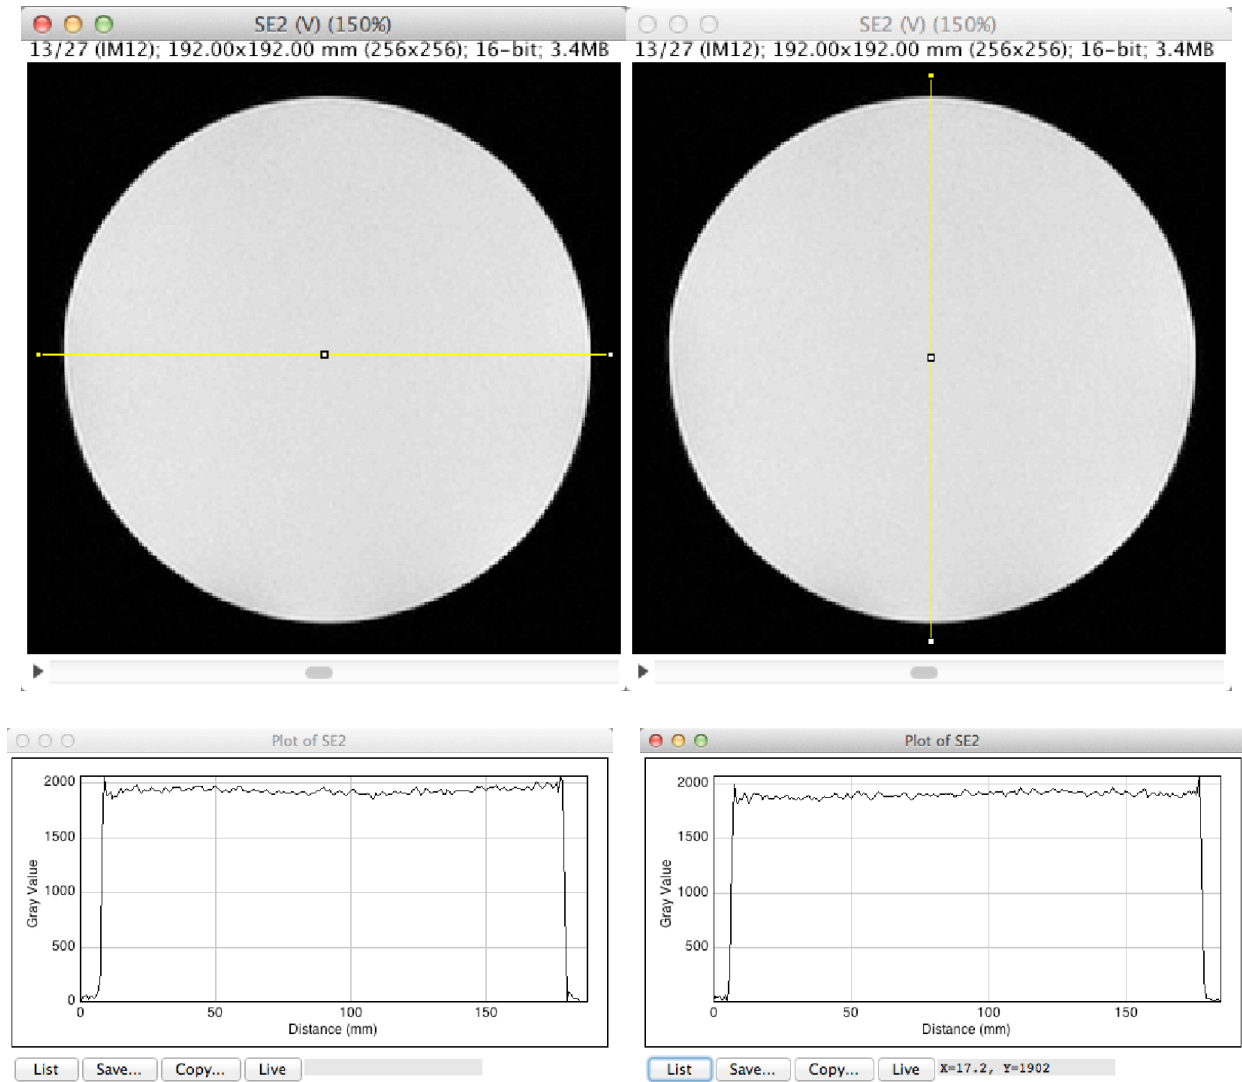 SE2 (V) (150%)
13/27 (IM12); 192.00x192.00 mm (256x256); 16-bit; 3.4MB
SE2 (V) (150%)
13/27 (IM12); 192.00x192.00 mm (256x256); 16-bit; 3.4MB
Plot of SE2
2000
1500
1000
500
0
Gray Value
0 50 100 150
Distance (mm)
List Save... Copy... Live
Plot of SE2
2000
1500
1000
500
0
Gray Value
0 50 100 150
Distance (mm)
List Save... Copy... Live X=17.2, Y=1902